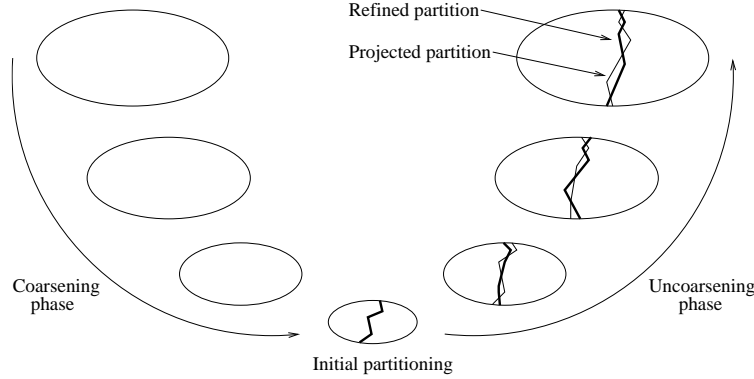 Refined partition
Projected partition
Coarsening
phase
Uncoarsening
phase
Initial partitioning